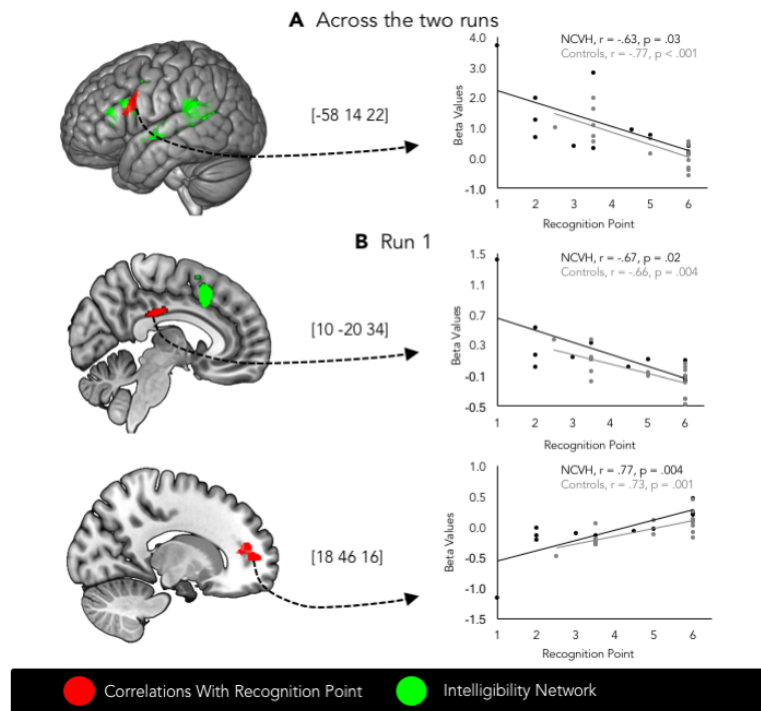 A Across the two runs
NCVH, r = -.63, p = .03
Controls, r = -.77, p < .001
4.0
3.0
2.0
1.0
0.0
-1.0
Beta Values
1 2 3 4 5 6
Recognition Point
[-58 14 22]
B Run 1
NCVH, r = -.67, p = .02
Controls, r = -.66, p = .004
1.5
1.1
0.7
0.3
-0.1
-0.5
Beta Values
1 2 3 4 5 6
Recognition Point
[10 -20 34]
NCVH, r = .77, p = .004
Controls, r = .73, p = .001
1.0
0.5
0.0
-0.5
-1.0
-1.5
Beta Values
1 2 3 4 5 6
Recognition Point
[18 46 16]
Correlations With Recognition Point
Intelligibility Network